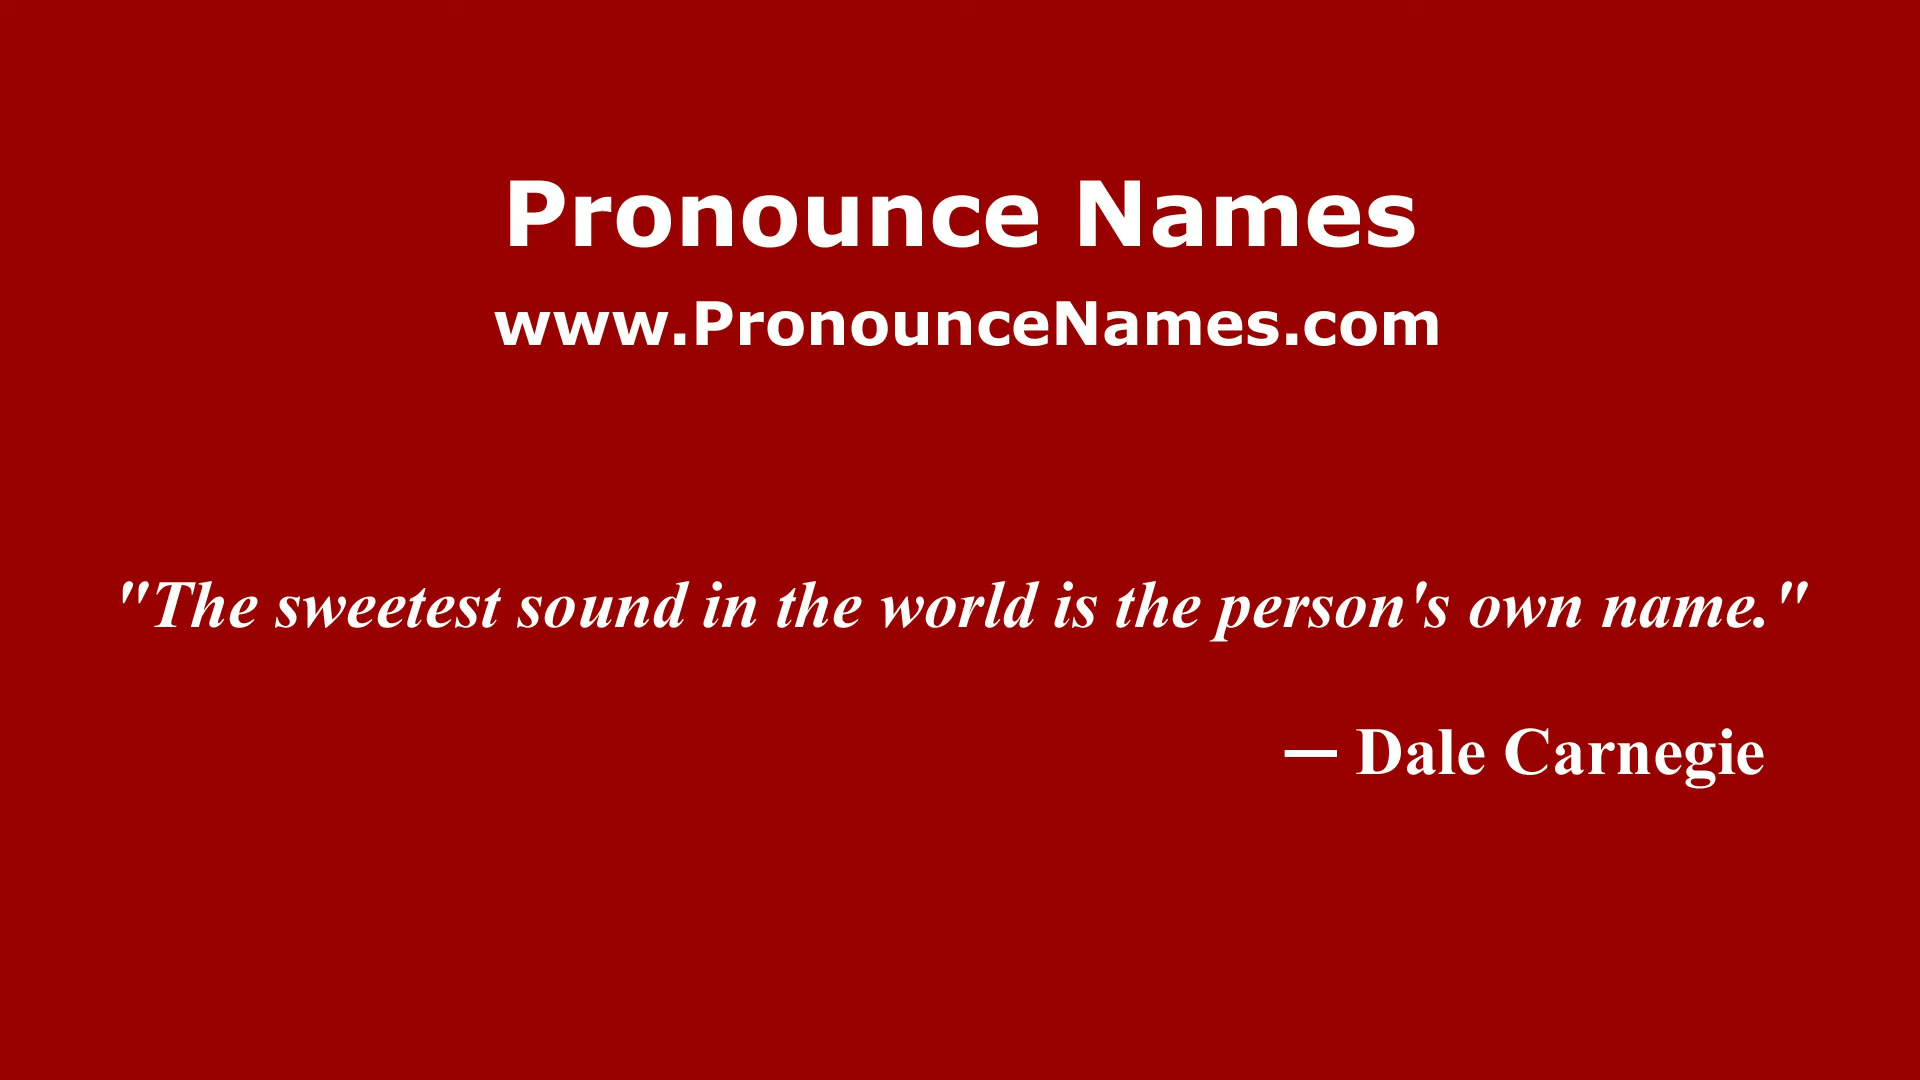 Pronounce Names
www.PronounceNames.com
"The sweetest sound in the world is the person's own name."
— Dale Carnegie